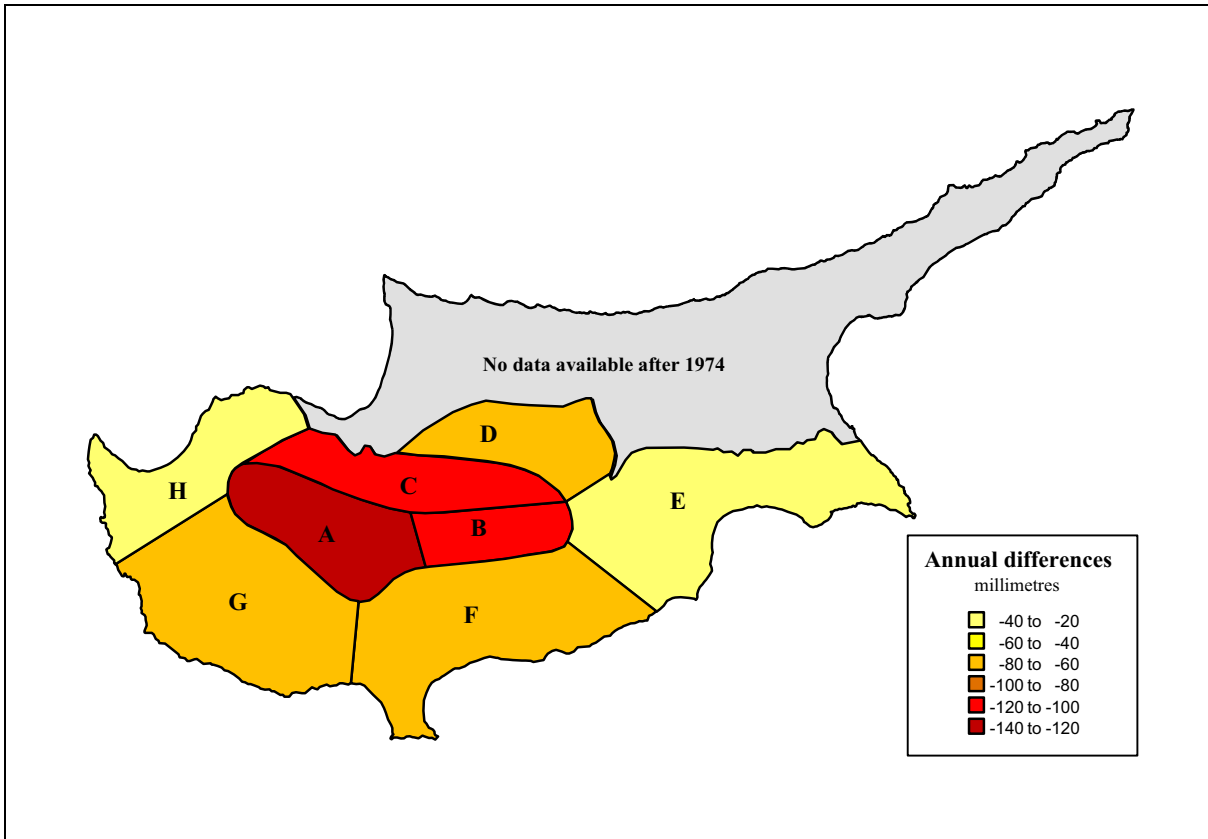 No data available after 1974
D
H
C
E
A
B
G
F
Annual differences
millimetres
-40 to -20
-60 to -40
-80 to -60
-100 to -80
-120 to -100
-140 to -120